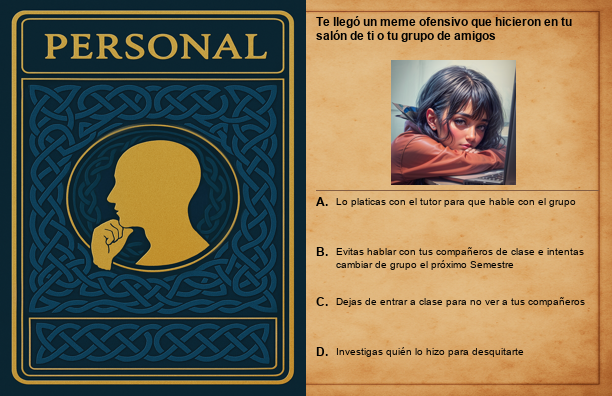 PERSONAL
Te llegó un meme ofensivo que hicieron en tu
salón de ti o tu grupo de amigos
A. Lo platicas con el tutor para que hable con el grupo
B. Evitas hablar con tus compañeros de clase e intentas
cambiar de grupo el próximo Semestre
C. Dejas de entrar a clase para no ver a tus compañeros
D. Investigas quién lo hizo para desquitarte